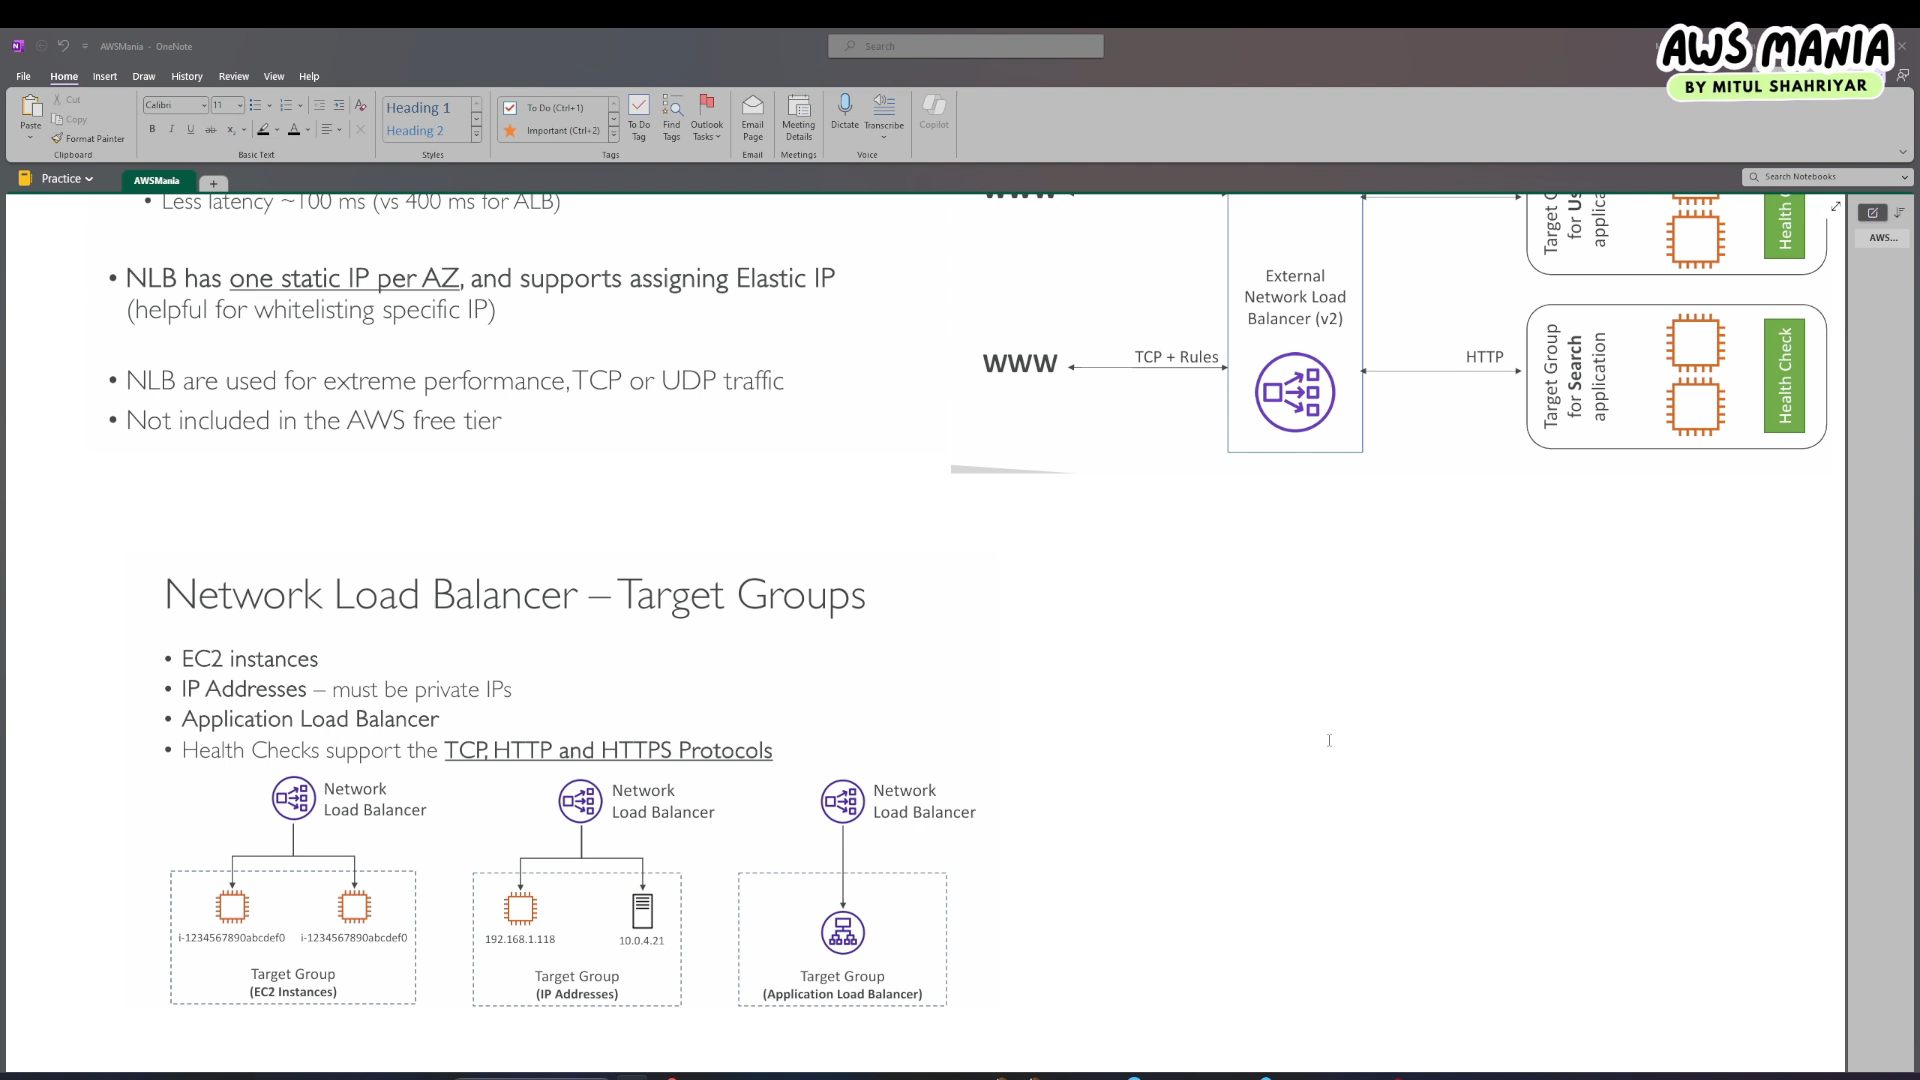 AWS MANIA
BY MITUL SHAHRIYAR
AWSMania - OneNote
Search
File Home Insert Draw History Review View Help
Paste
Cut
Copy
Format Painter
Clipboard
Calibri 11
B I U ab x
A
Basic Text
Heading 1
Heading 2
Styles
To Do (Ctrl+1)
Important (Ctrl+2)
To Do Tag
Find Tags
Outlook Tasks
Tags
Email Page
Email
Meeting Details
Meetings
Dictate
Transcribe
Voice
Copilot
Practice
AWSMania
Search Notebooks
AWS...
• Less latency ~100 ms (vs 400 ms for ALB)
• NLB has one static IP per AZ, and supports assigning Elastic IP
(helpful for whitelisting specific IP)
• NLB are used for extreme performance, TCP or UDP traffic
• Not included in the AWS free tier
WWW
External
Network Load
Balancer (v2)
Target G
for Us
applica
Health C
WWW
TCP + Rules
HTTP
Target Group
for Search
application
Health Check
Network Load Balancer – Target Groups
• EC2 instances
• IP Addresses – must be private IPs
• Application Load Balancer
• Health Checks support the TCP, HTTP and HTTPS Protocols
Network
Load Balancer
i-1234567890abcdef0 i-1234567890abcdef0
Target Group
(EC2 Instances)
Network
Load Balancer
192.168.1.118
10.0.4.21
Target Group
(IP Addresses)
Network
Load Balancer
Target Group
(Application Load Balancer)